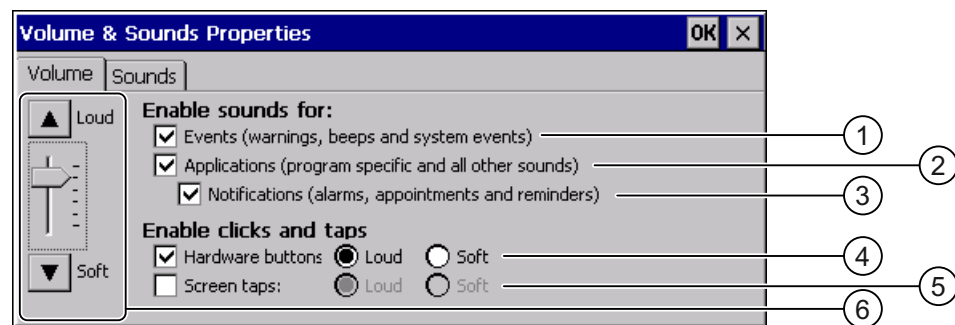 Volume & Sounds Properties OK ×
Volume Sounds
Loud
Soft
Enable sounds for:
Events (warnings, beeps and system events) 1
Applications (program specific and all other sounds) 2
Notifications (alarms, appointments and reminders) 3
Enable clicks and taps
Hardware buttons Loud Soft 4
Screen taps: Loud Soft 5
6